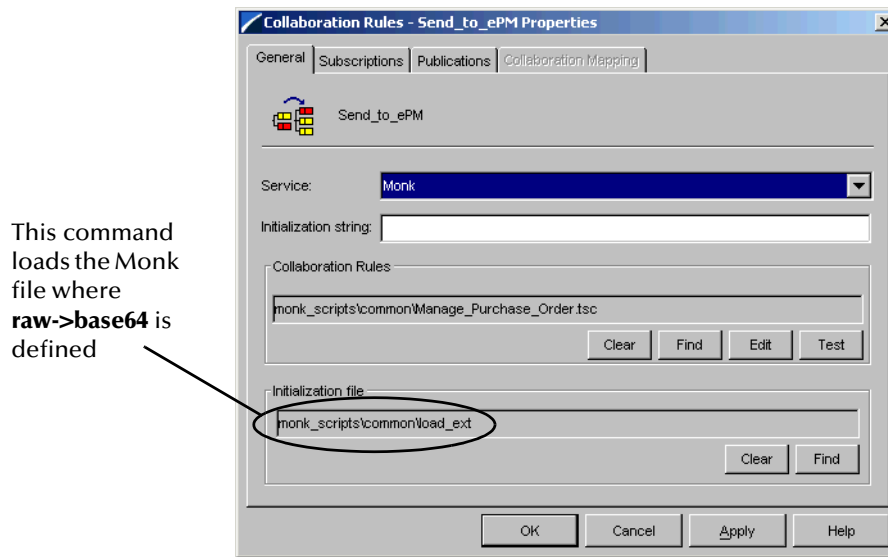 Collaboration Rules - Send_to_ePM Properties
General Subscriptions Publications Collaboration Mapping
Send_to_ePM
Service: Monk
Initialization string:
This command
loads the Monk
file where
raw->base64 is
defined
Collaboration Rules
monk_scripts\common\Manage_Purchase_Order.tsc
Clear Find Edit Test
Initialization file
monk_scripts\common\load_ext
Clear Find
OK Cancel Apply Help